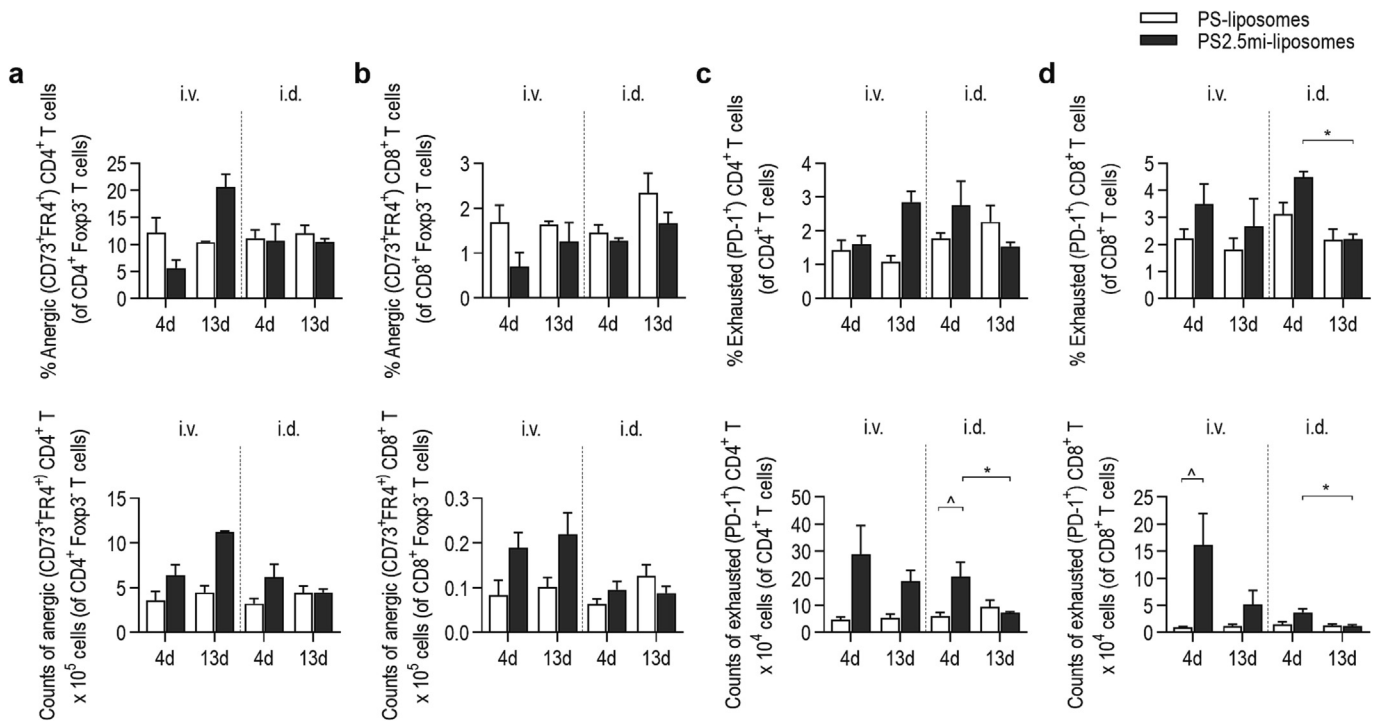 PS-liposomes
PS2.5mi-liposomes
a
% Anergic (CD73⁺FR4⁺) CD4⁺ T cells
(of CD4⁺ Foxp3⁻ T cells)
i.v.
i.d.
25
20
15
10
5
0
4d
13d
4d
13d
b
% Anergic (CD73⁺FR4⁺) CD8⁺ T cells
(of CD8⁺ Foxp3⁻ T cells)
i.v.
i.d.
3
2
1
0
4d
13d
4d
13d
c
% Exhausted (PD-1⁺) CD4⁺ T cells
(of CD4⁺ T cells)
i.v.
i.d.
4
3
2
1
0
4d
13d
4d
13d
d
% Exhausted (PD-1⁺) CD8⁺ T cells
(of CD8⁺ T cells)
i.v.
i.d.
*
5
4
3
2
1
0
4d
13d
4d
13d
Counts of anergic (CD73⁺FR4⁺⁾ CD4⁺ T
x 10⁵ cells (of CD4⁺ Foxp3⁻ T cells)
i.v.
i.d.
15
10
5
0
4d
13d
4d
13d
Counts of anergic (CD73⁺FR4⁺⁾ CD8⁺ T
x 10⁵ cells (of CD8⁺ Foxp3⁻ T cells)
i.v.
i.d.
0.3
0.2
0.1
0.0
4d
13d
4d
13d
Counts of exhausted (PD-1⁺) CD4⁺ T
x 10⁴ cells (of CD4⁺ T cells)
i.v.
i.d.
*
^
50
40
30
20
10
0
4d
13d
4d
13d
Counts of exhausted (PD-1⁺) CD8⁺ T
x 10⁴ cells (of CD8⁺ T cells)
i.v.
i.d.
^
*
25
20
15
10
5
0
4d
13d
4d
13d